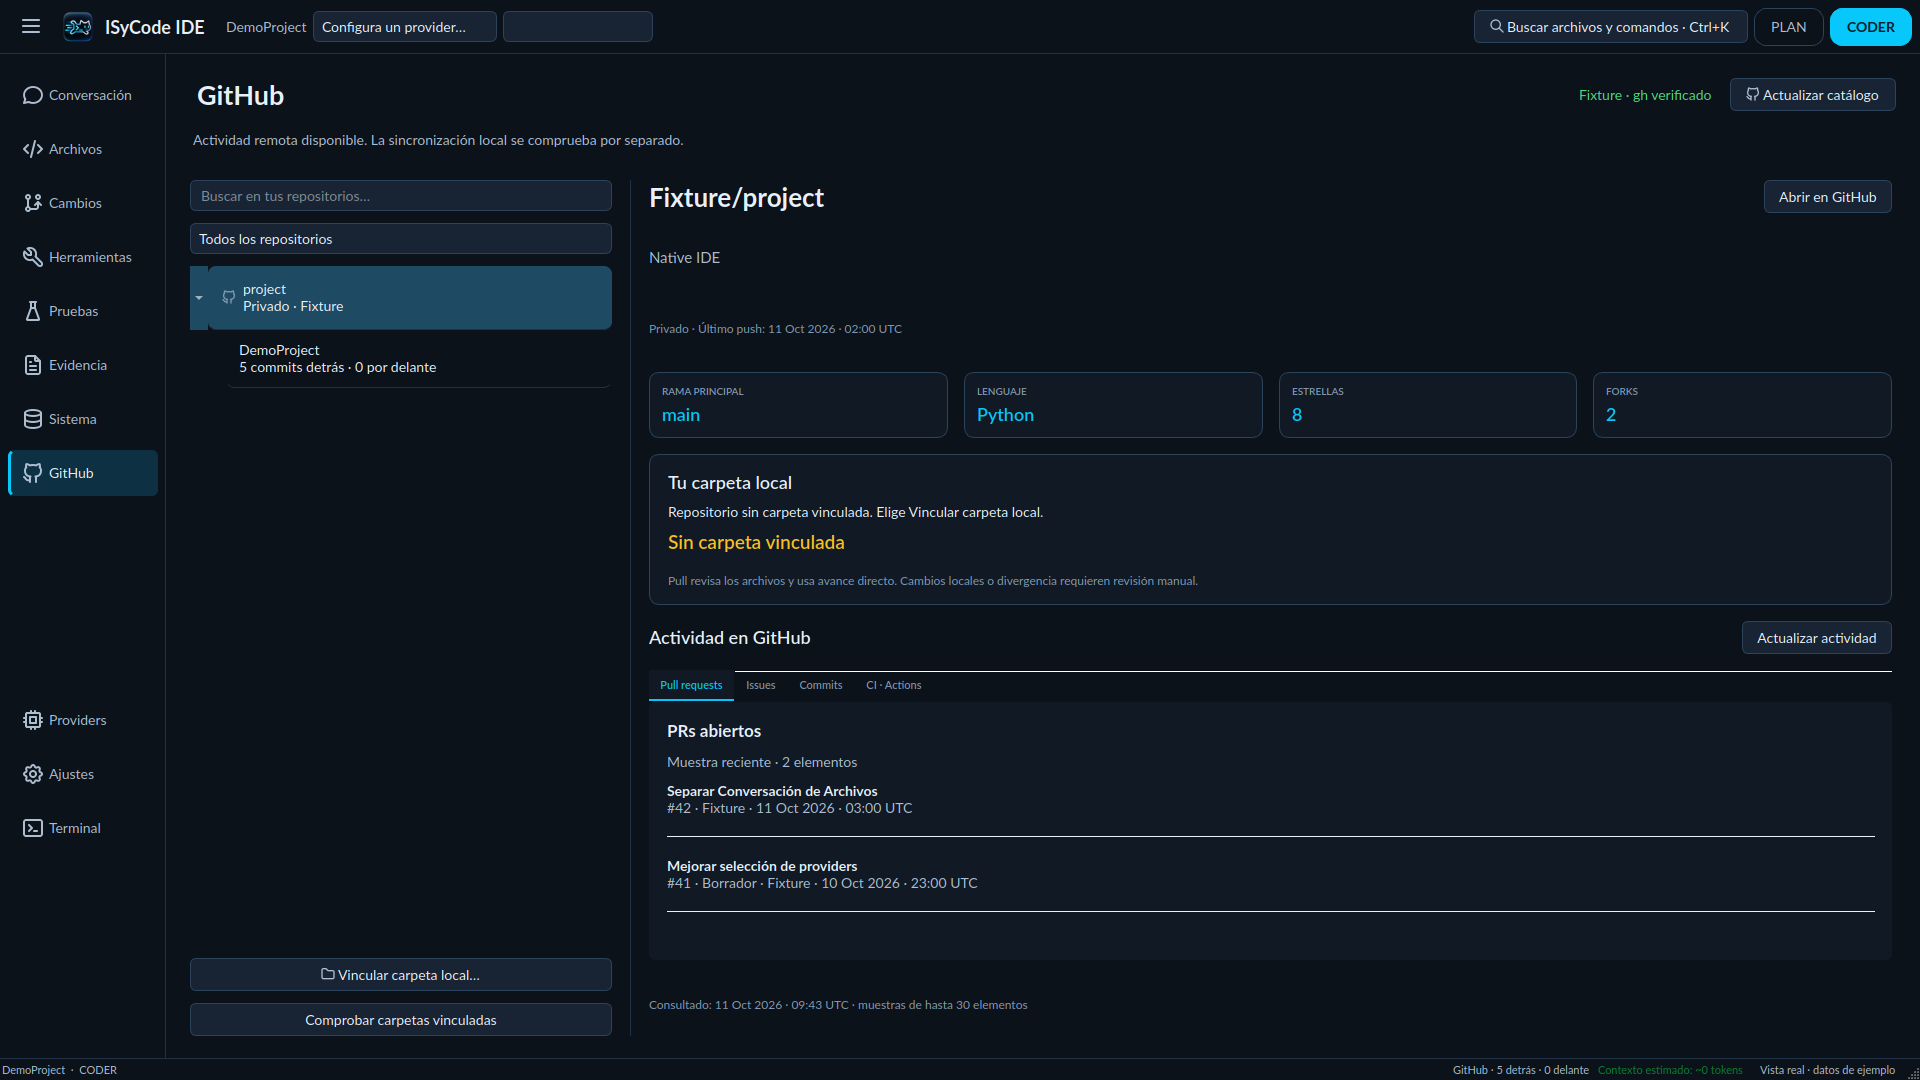 ISyCode IDE
DemoProject
Configura un provider...
Buscar archivos y comandos · Ctrl+K
PLAN
CODER
Conversación
Archivos
Cambios
Herramientas
Pruebas
Evidencia
Sistema
GitHub
Providers
Ajustes
Terminal
GitHub
Fixture · gh verificado
Actualizar catálogo
Actividad remota disponible. La sincronización local se comprueba por separado.
Buscar en tus repositorios...
Todos los repositorios
project
Privado · Fixture
DemoProject
5 commits detrás · 0 por delante
Vincular carpeta local...
Comprobar carpetas vinculadas
Fixture/project
Abrir en GitHub
Native IDE
Privado · Último push: 11 Oct 2026 · 02:00 UTC
RAMA PRINCIPAL
main
LENGUAJE
Python
ESTRELLAS
8
FORKS
2
Tu carpeta local
Repositorio sin carpeta vinculada. Elige Vincular carpeta local.
Sin carpeta vinculada
Pull revisa los archivos y usa avance directo. Cambios locales o divergencia requieren revisión manual.
Actividad en GitHub
Actualizar actividad
Pull requests
Issues
Commits
CI · Actions
PRs abiertos
Muestra reciente · 2 elementos
Separar Conversación de Archivos
#42 · Fixture · 11 Oct 2026 · 03:00 UTC
Mejorar selección de providers
#41 · Borrador · Fixture · 10 Oct 2026 · 23:00 UTC
Consultado: 11 Oct 2026 · 09:43 UTC · muestras de hasta 30 elementos
DemoProject · CODER
GitHub · 5 detrás · 0 delante
Contexto estimado: ~0 tokens
Vista real · datos de ejemplo